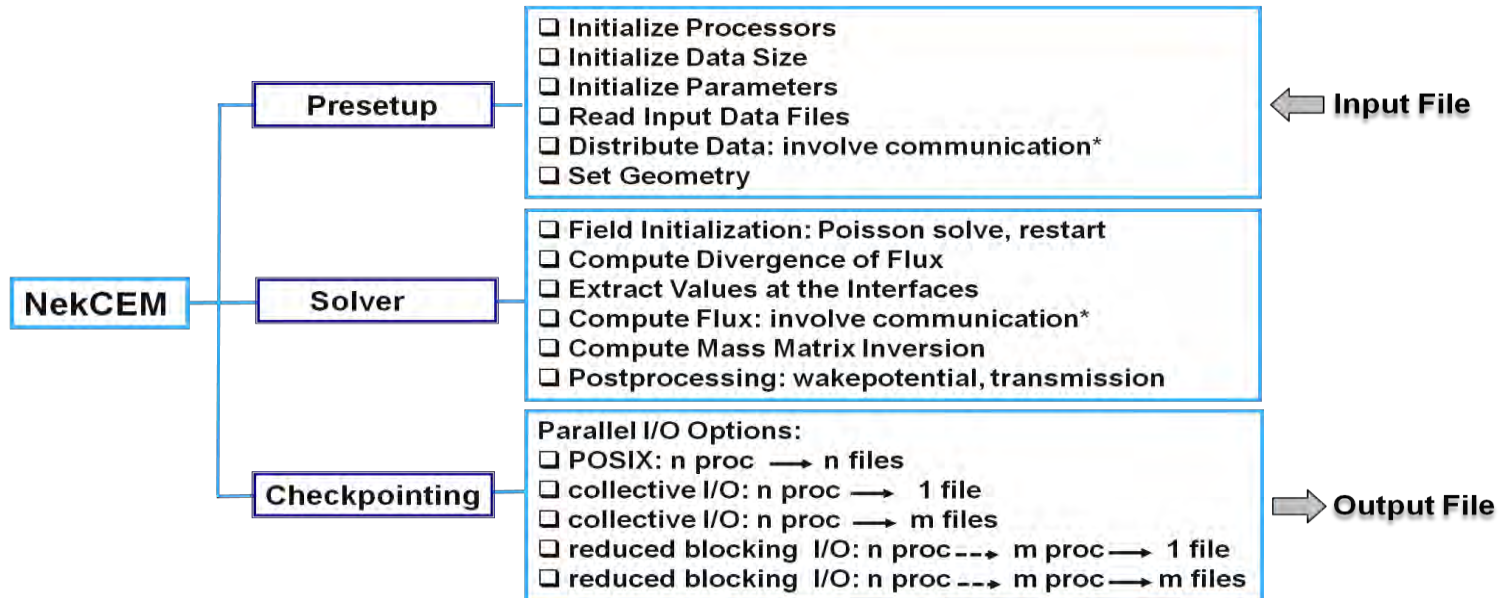 NekCEM
Presetup
❑ Initialize Processors
❑ Initialize Data Size
❑ Initialize Parameters
❑ Read Input Data Files
❑ Distribute Data: involve communication*
❑ Set Geometry
Input File
Solver
❑ Field Initialization: Poisson solve, restart
❑ Compute Divergence of Flux
❑ Extract Values at the Interfaces
❑ Compute Flux: involve communication*
❑ Compute Mass Matrix Inversion
❑ Postprocessing: wakepotential, transmission
Checkpointing
Parallel I/O Options:
❑ POSIX: n proc → n files
❑ collective I/O: n proc → 1 file
❑ collective I/O: n proc → m files
❑ reduced blocking I/O: n proc --→ m proc → 1 file
❑ reduced blocking I/O: n proc --→ m proc → m files
Output File